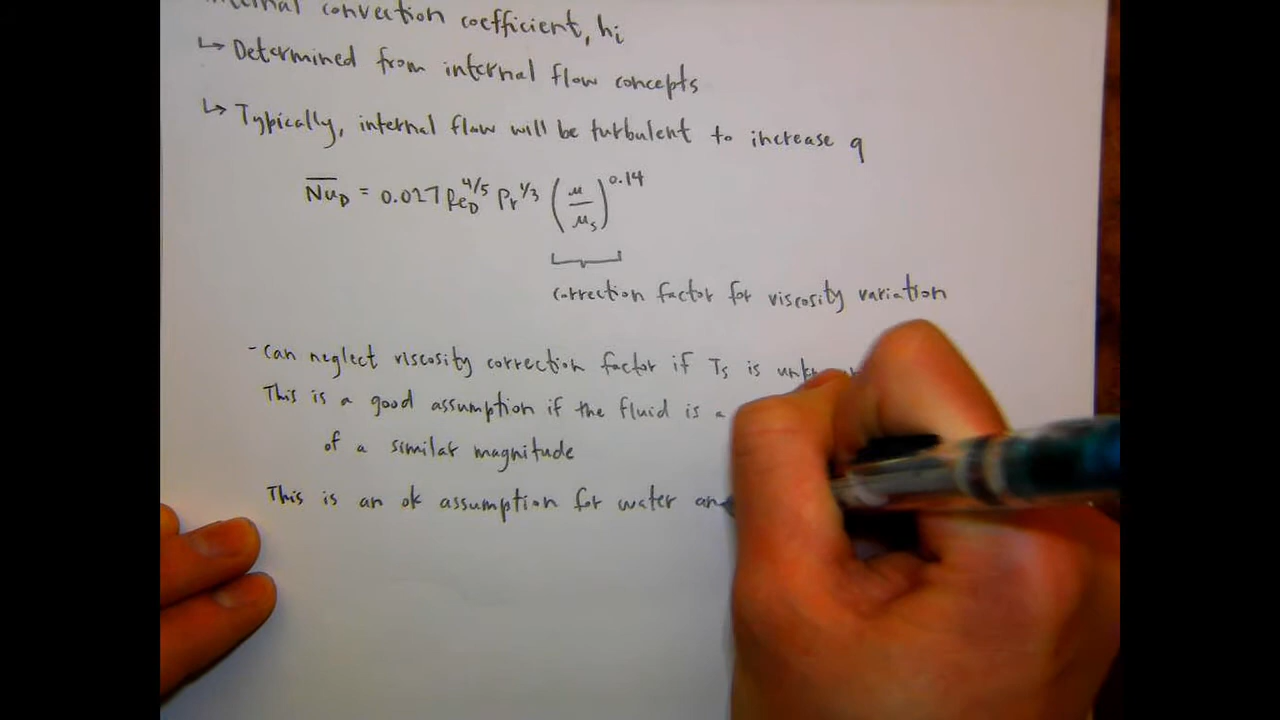 convection coefficient, hi
↳ Determined from internal flow concepts
↳ Typically, internal flow will be turbulent to increase q
N̅u̅D = 0.027 ReD^4/5 Pr^1/3 (μ/μs)^0.14
correction factor for viscosity variation
- Can neglect viscosity correction factor if Ts is
This is a good assumption if the fluid is a
of a similar magnitude
This is an ok assumption for water